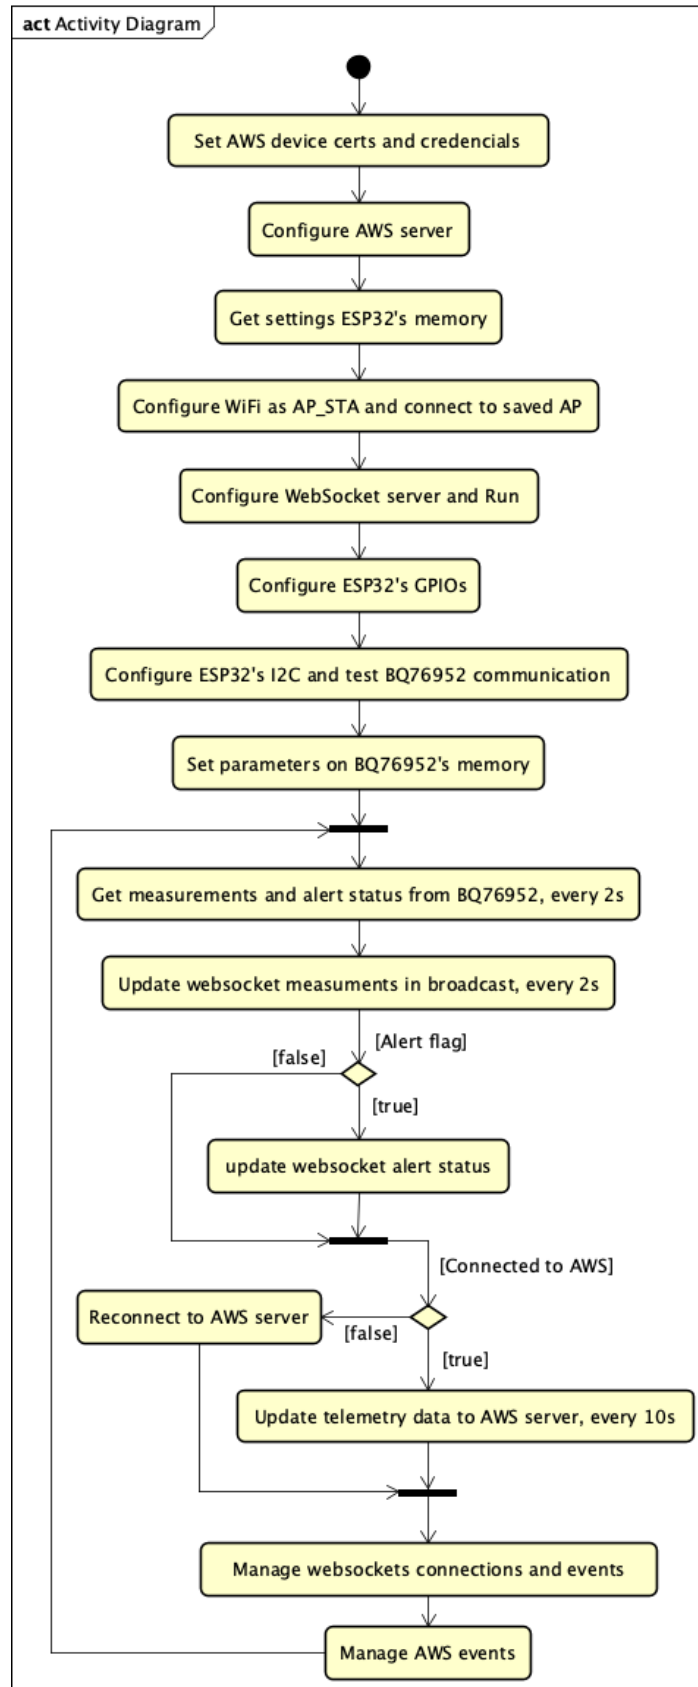 act Activity Diagram
Set AWS device certs and credencials
Configure AWS server
Get settings ESP32's memory
Configure WiFi as AP_STA and connect to saved AP
Configure WebSocket server and Run
Configure ESP32's GPIOs
Configure ESP32's I2C and test BQ76952 communication
Set parameters on BQ76952's memory
Get measurements and alert status from BQ76952, every 2s
Update websocket measuments in broadcast, every 2s
[Alert flag]
[false]
[true]
update websocket alert status
[Connected to AWS]
Reconnect to AWS server
[false]
[true]
Update telemetry data to AWS server, every 10s
Manage websockets connections and events
Manage AWS events